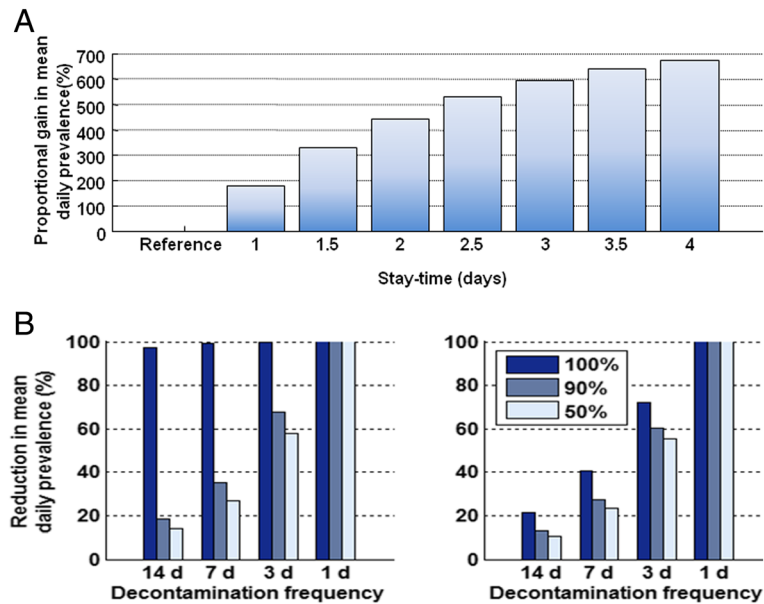 A
Proportional gain in mean
daily prevalence(%)
700
600
500
400
300
200
100
0
Reference 1 1.5 2 2.5 3 3.5 4
Stay-time (days)
B
Reduction in mean
daily prevalence (%)
100
80
60
40
20
0
14 d 7 d 3 d 1 d
Decontamination frequency
100
80
60
40
20
0
100%
90%
50%
14 d 7 d 3 d 1 d
Decontamination frequency